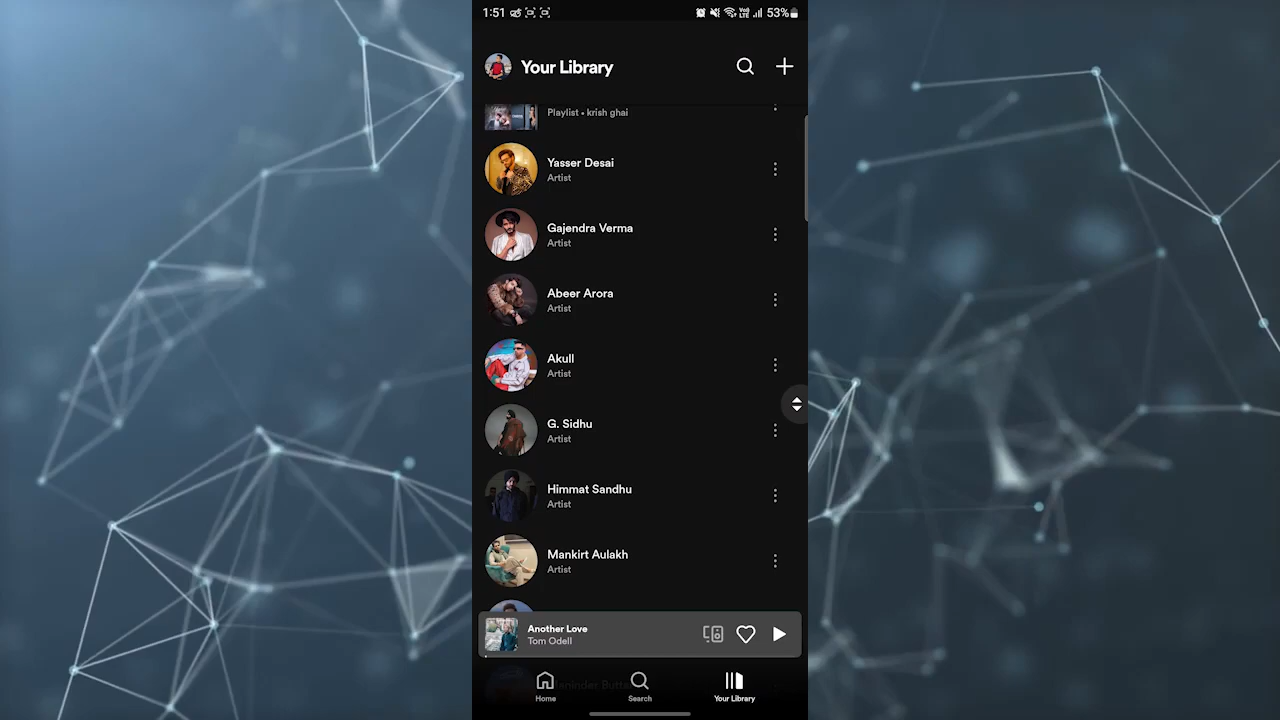 1:51
53%
Your Library
Playlist • krish ghai
Yasser Desai
Artist
Gajendra Verma
Artist
Abeer Arora
Artist
Akull
Artist
G. Sidhu
Artist
Himmat Sandhu
Artist
Mankirt Aulakh
Artist
Another Love
Tom Odell
Home
Search
Your Library